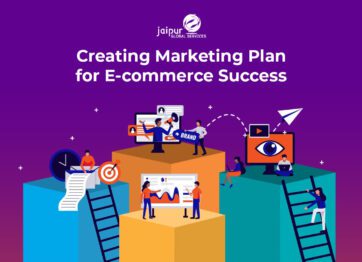 jaipur
GLOBAL SERVICES
Creating Marketing Plan
for E-commerce Success
BRAND